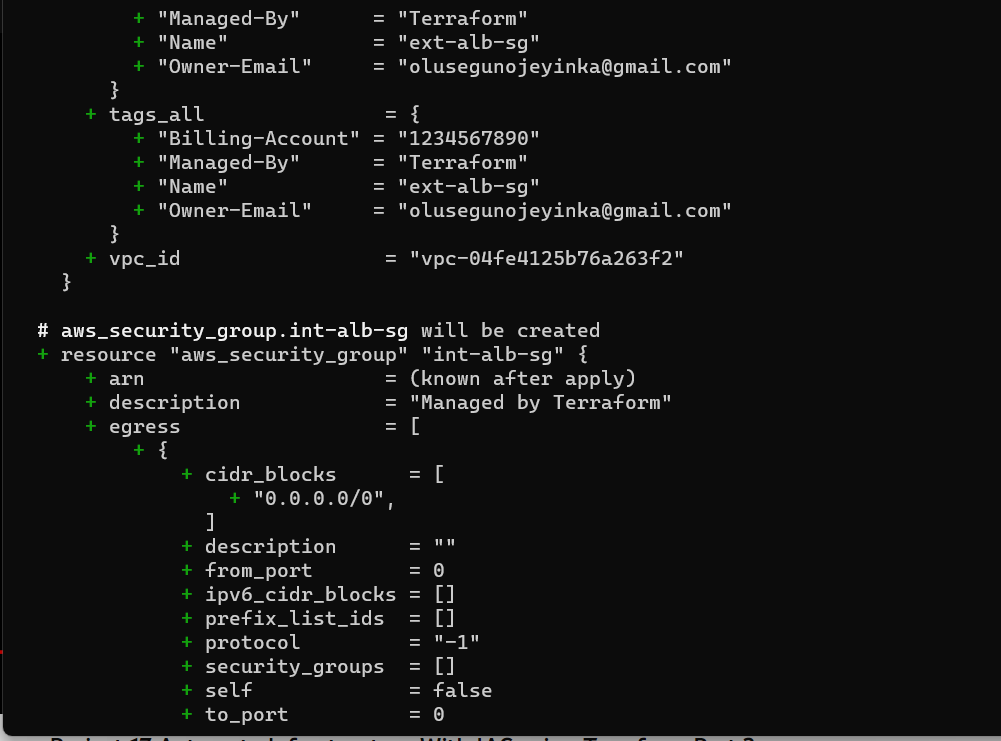 + "Managed-By" = "Terraform"
+ "Name" = "ext-alb-sg"
+ "Owner-Email" = "olusegunojeyinka@gmail.com"
}
+ tags_all = {
+ "Billing-Account" = "1234567890"
+ "Managed-By" = "Terraform"
+ "Name" = "ext-alb-sg"
+ "Owner-Email" = "olusegunojeyinka@gmail.com"
}
+ vpc_id = "vpc-04fe4125b76a263f2"
}
# aws_security_group.int-alb-sg will be created
+ resource "aws_security_group" "int-alb-sg" {
+ arn = (known after apply)
+ description = "Managed by Terraform"
+ egress = [
+ {
+ cidr_blocks = [
+ "0.0.0.0/0",
]
+ description = ""
+ from_port = 0
+ ipv6_cidr_blocks = []
+ prefix_list_ids = []
+ protocol = "-1"
+ security_groups = []
+ self = false
+ to_port = 0